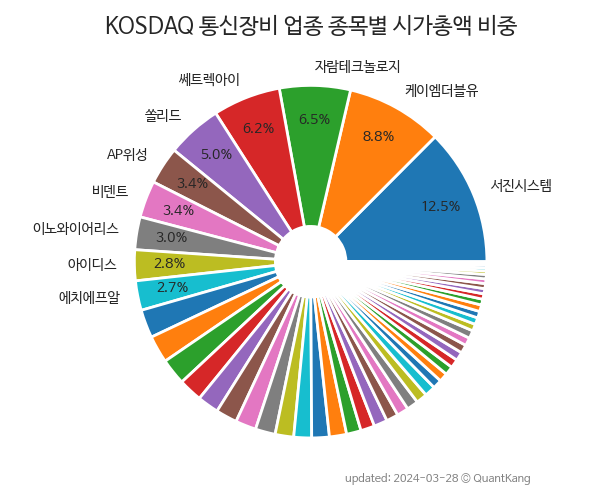 KOSDAQ 통신장비 업종 종목별 시가총액 비중
자람테크놀로지
쎄트렉아이
케이엠더블유
쏠리드
AP위성
비덴트
이노와이어리스
아이디스
에치에프알
서진시스템
6.5%
6.2%
8.8%
5.0%
3.4%
3.4%
3.0%
2.8%
2.7%
12.5%
updated: 2024-03-28 © QuantKang